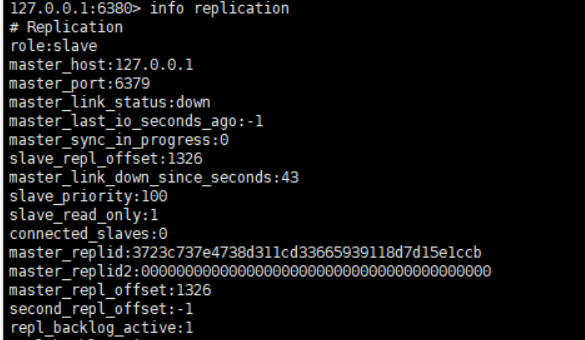 127.0.0.1:6380> info replication
# Replication
role:slave
master_host:127.0.0.1
master_port:6379
master_link_status:down
master_last_io_seconds_ago:-1
master_sync_in_progress:0
slave_repl_offset:1326
master_link_down_since_seconds:43
slave_priority:100
slave_read_only:1
connected_slaves:0
master_replid:3723c737e4738d311cd33665939118d7d15e1ccb
master_replid2:0000000000000000000000000000000000000000
master_repl_offset:1326
second_repl_offset:-1
repl_backlog_active:1